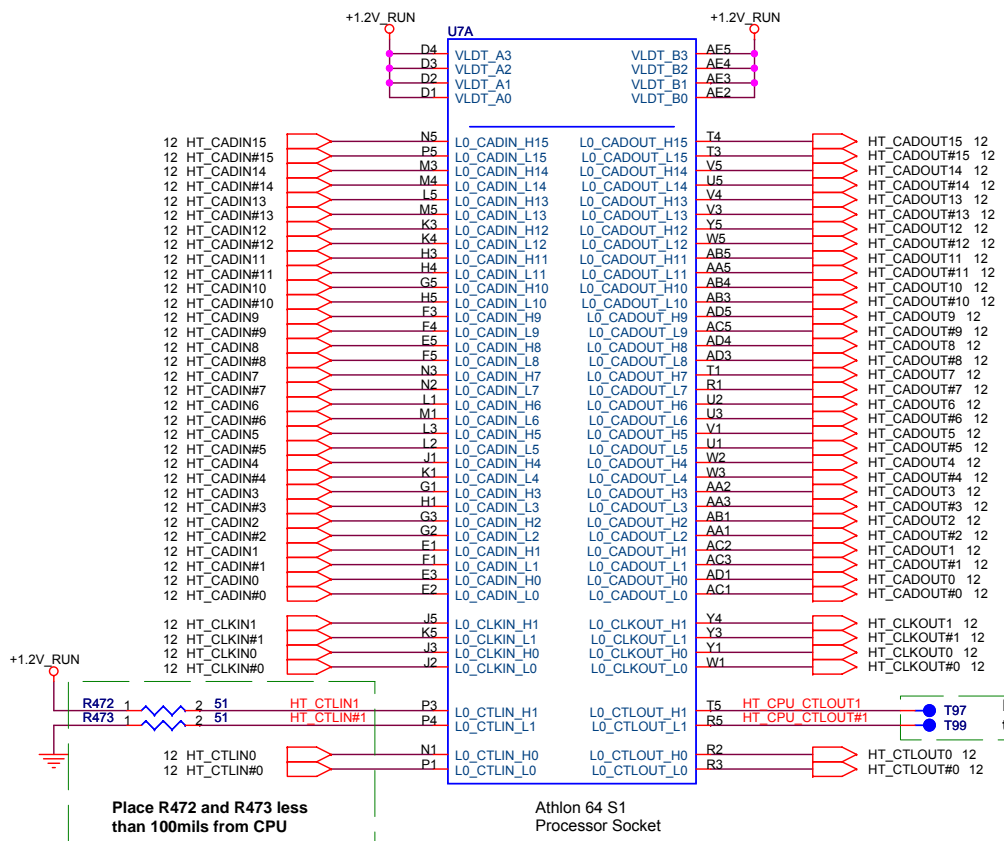 +1.2V_RUN +1.2V_RUN
U7A
D4 VLDT_A3 VLDT_B3 AE5
D3 VLDT_A2 VLDT_B2 AE4
D2 VLDT_A1 VLDT_B1 AE3
D1 VLDT_A0 VLDT_B0 AE2
12 HT_CADIN15 N5 L0_CADIN_H15 L0_CADOUT_H15 T4 HT_CADOUT15 12
12 HT_CADIN#15 P5 L0_CADIN_L15 L0_CADOUT_L15 T3 HT_CADOUT#15 12
12 HT_CADIN14 M3 L0_CADIN_H14 L0_CADOUT_H14 V5 HT_CADOUT14 12
12 HT_CADIN#14 M4 L0_CADIN_L14 L0_CADOUT_L14 U5 HT_CADOUT#14 12
12 HT_CADIN13 L5 L0_CADIN_H13 L0_CADOUT_H13 V4 HT_CADOUT13 12
12 HT_CADIN#13 M5 L0_CADIN_L13 L0_CADOUT_L13 V3 HT_CADOUT#13 12
12 HT_CADIN12 K3 L0_CADIN_H12 L0_CADOUT_H12 Y5 HT_CADOUT12 12
12 HT_CADIN#12 K4 L0_CADIN_L12 L0_CADOUT_L12 W5 HT_CADOUT#12 12
12 HT_CADIN11 H3 L0_CADIN_H11 L0_CADOUT_H11 AB5 HT_CADOUT11 12
12 HT_CADIN#11 H4 L0_CADIN_L11 L0_CADOUT_L11 AA5 HT_CADOUT#11 12
12 HT_CADIN10 G5 L0_CADIN_H10 L0_CADOUT_H10 AB4 HT_CADOUT10 12
12 HT_CADIN#10 H5 L0_CADIN_L10 L0_CADOUT_L10 AB3 HT_CADOUT#10 12
12 HT_CADIN9 F3 L0_CADIN_H9 L0_CADOUT_H9 AD5 HT_CADOUT9 12
12 HT_CADIN#9 F4 L0_CADIN_L9 L0_CADOUT_L9 AC5 HT_CADOUT#9 12
12 HT_CADIN8 E5 L0_CADIN_H8 L0_CADOUT_H8 AD4 HT_CADOUT8 12
12 HT_CADIN#8 F5 L0_CADIN_L8 L0_CADOUT_L8 AD3 HT_CADOUT#8 12
12 HT_CADIN7 N3 L0_CADIN_H7 L0_CADOUT_H7 T1 HT_CADOUT7 12
12 HT_CADIN#7 N2 L0_CADIN_L7 L0_CADOUT_L7 R1 HT_CADOUT#7 12
12 HT_CADIN6 L1 L0_CADIN_H6 L0_CADOUT_H6 U2 HT_CADOUT6 12
12 HT_CADIN#6 M1 L0_CADIN_L6 L0_CADOUT_L6 U3 HT_CADOUT#6 12
12 HT_CADIN5 L3 L0_CADIN_H5 L0_CADOUT_H5 V1 HT_CADOUT5 12
12 HT_CADIN#5 L2 L0_CADIN_L5 L0_CADOUT_L5 U1 HT_CADOUT#5 12
12 HT_CADIN4 J1 L0_CADIN_H4 L0_CADOUT_H4 W2 HT_CADOUT4 12
12 HT_CADIN#4 K1 L0_CADIN_L4 L0_CADOUT_L4 W3 HT_CADOUT#4 12
12 HT_CADIN3 G1 L0_CADIN_H3 L0_CADOUT_H3 AA2 HT_CADOUT3 12
12 HT_CADIN#3 H1 L0_CADIN_L3 L0_CADOUT_L3 AA3 HT_CADOUT#3 12
12 HT_CADIN2 G3 L0_CADIN_H2 L0_CADOUT_H2 AB1 HT_CADOUT2 12
12 HT_CADIN#2 G2 L0_CADIN_L2 L0_CADOUT_L2 AA1 HT_CADOUT#2 12
12 HT_CADIN1 E1 L0_CADIN_H1 L0_CADOUT_H1 AC2 HT_CADOUT1 12
12 HT_CADIN#1 F1 L0_CADIN_L1 L0_CADOUT_L1 AC3 HT_CADOUT#1 12
12 HT_CADIN0 E3 L0_CADIN_H0 L0_CADOUT_H0 AD1 HT_CADOUT0 12
12 HT_CADIN#0 E2 L0_CADIN_L0 L0_CADOUT_L0 AC1 HT_CADOUT#0 12
12 HT_CLKIN1 J5 L0_CLKIN_H1 L0_CLKOUT_H1 Y4 HT_CLKOUT1 12
12 HT_CLKIN#1 K5 L0_CLKIN_L1 L0_CLKOUT_L1 Y3 HT_CLKOUT#1 12
12 HT_CLKIN0 J3 L0_CLKIN_H0 L0_CLKOUT_H0 Y1 HT_CLKOUT0 12
12 HT_CLKIN#0 J2 L0_CLKIN_L0 L0_CLKOUT_L0 W1 HT_CLKOUT#0 12
+1.2V_RUN
R472 1 2 51 HT_CTLIN1 P3 L0_CTLIN_H1 L0_CTLOUT_H1 T5 HT_CPU_CTLOUT1 T97
R473 1 2 51 HT_CTLIN#1 P4 L0_CTLIN_L1 L0_CTLOUT_L1 R5 HT_CPU_CTLOUT#1 T99
12 HT_CTLIN0 N1 L0_CTLIN_H0 L0_CTLOUT_H0 R2 HT_CTLOUT0 12
12 HT_CTLIN#0 P1 L0_CTLIN_L0 L0_CTLOUT_L0 R3 HT_CTLOUT#0 12
Place R472 and R473 less
than 100mils from CPU
Athlon 64 S1
Processor Socket